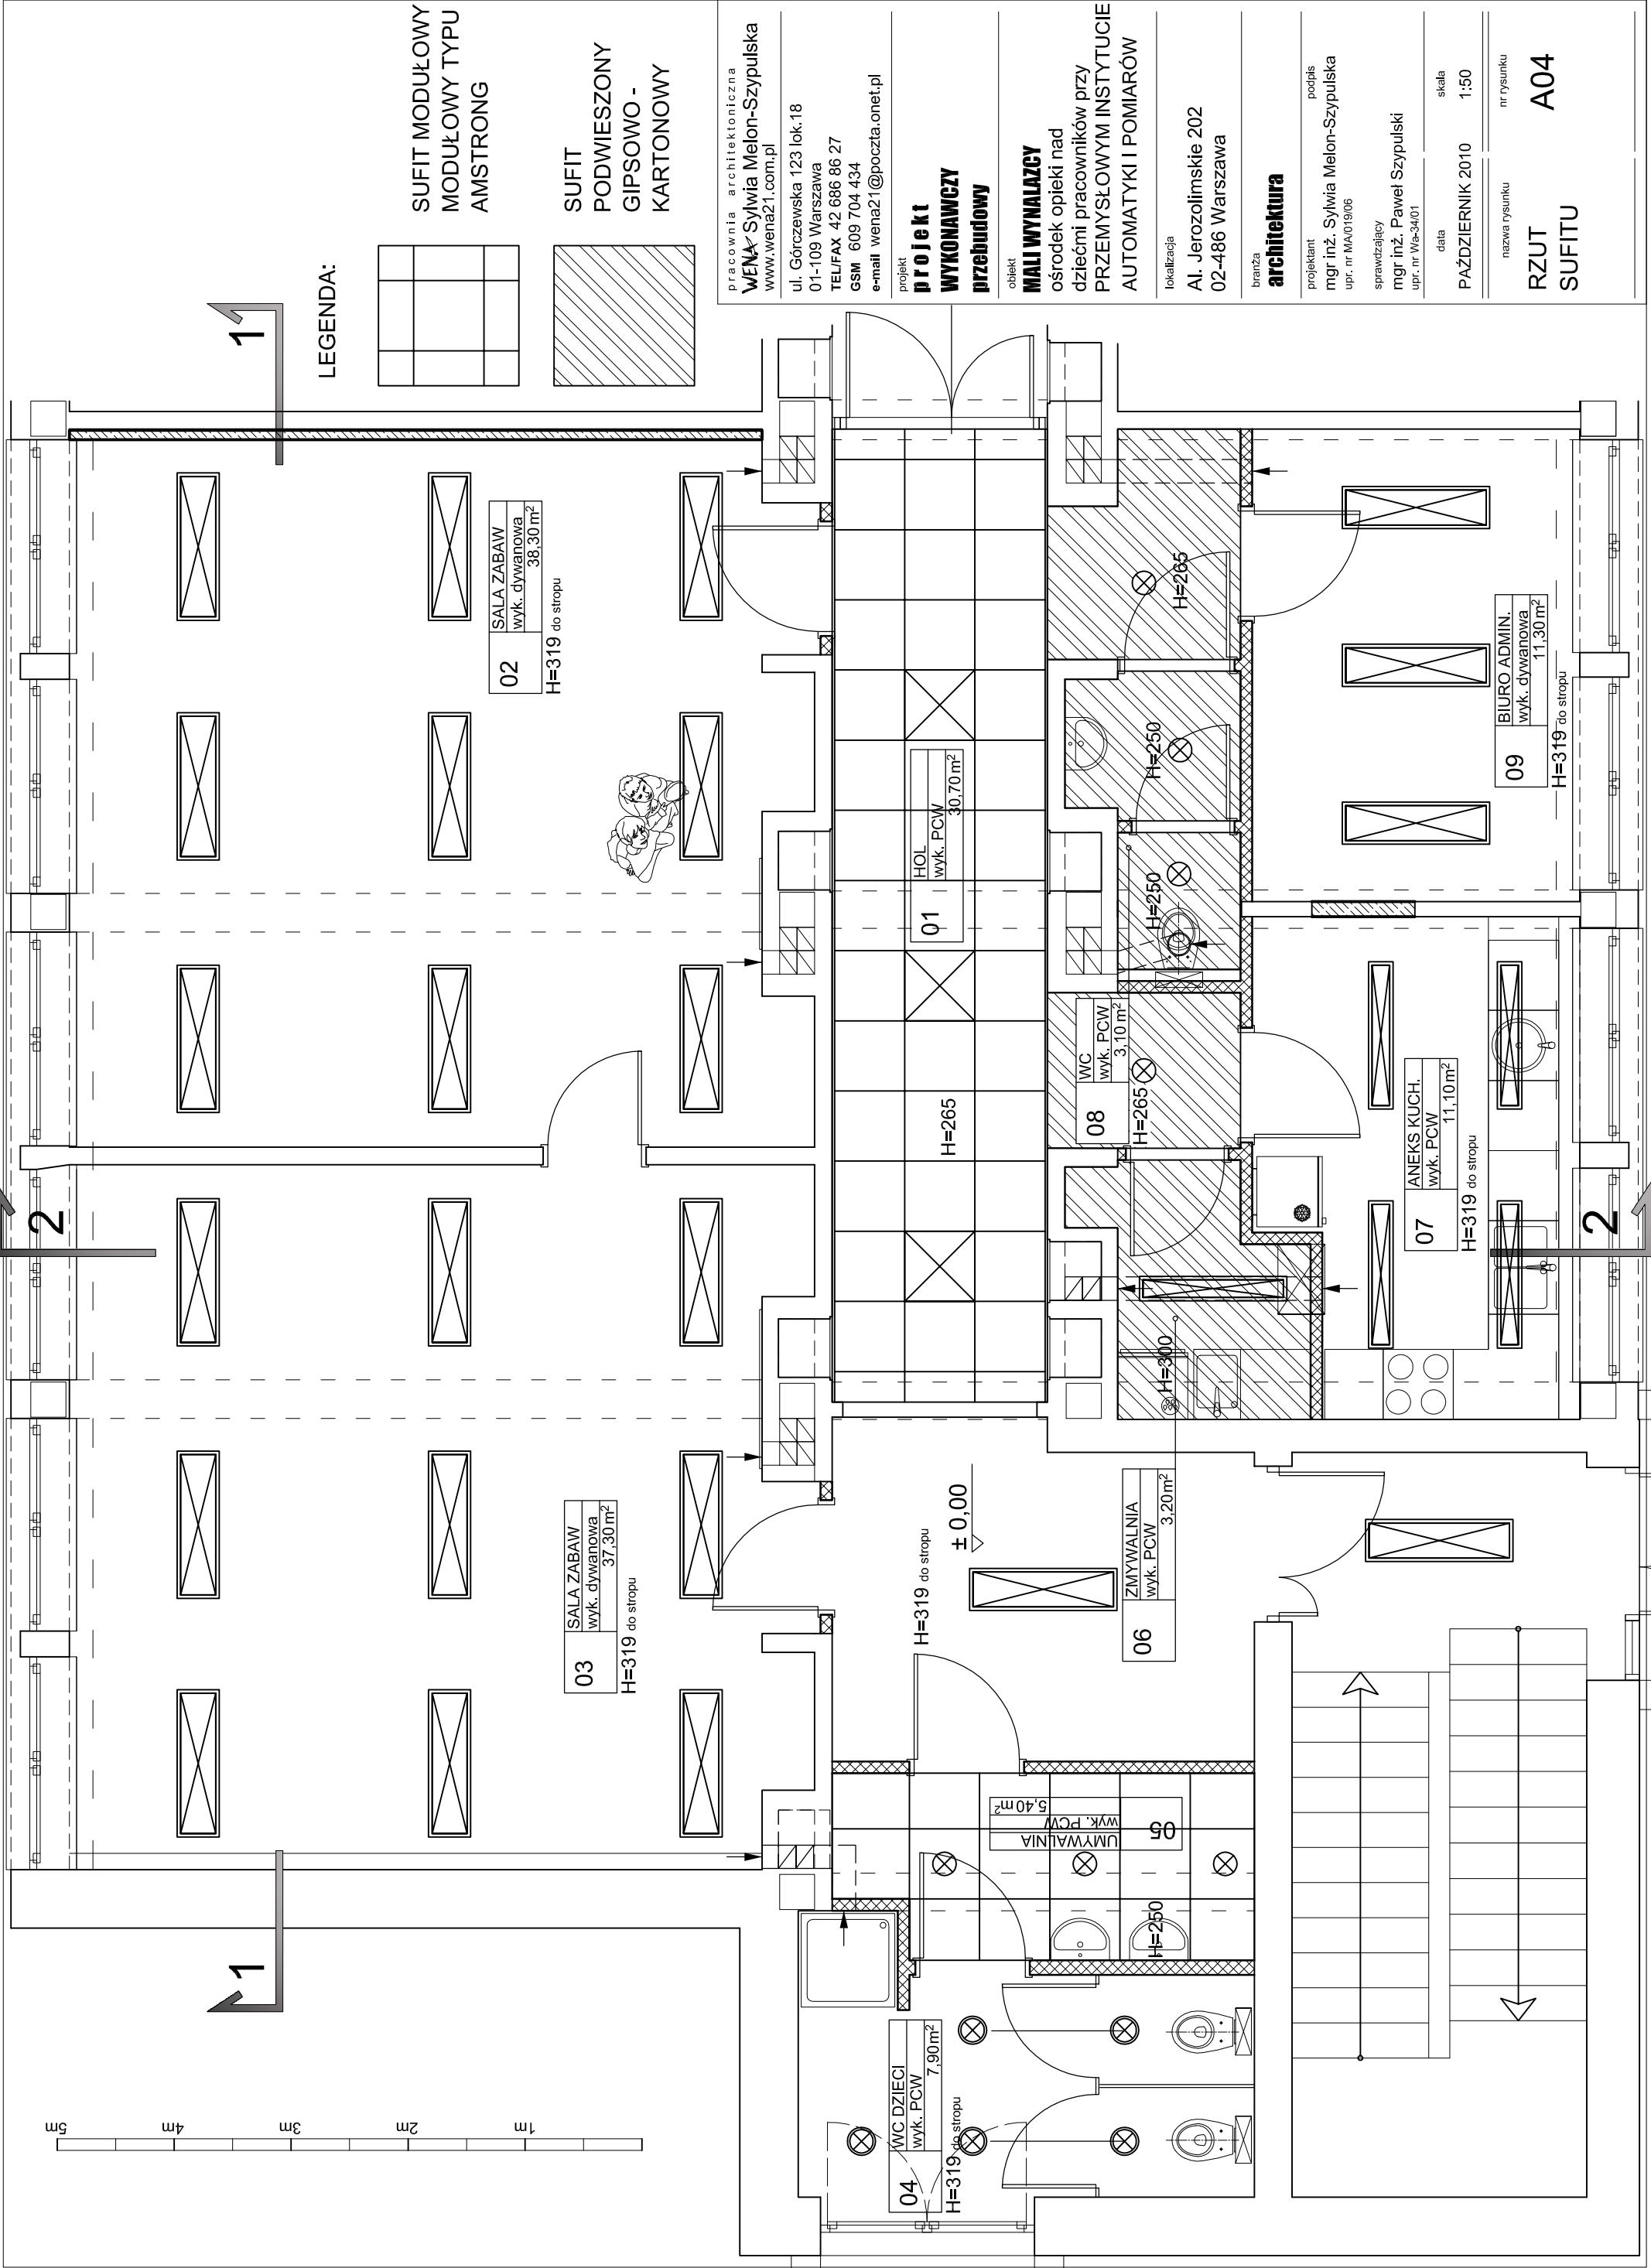 LEGENDA:
SUFIT MODUŁOWY
MODUŁOWY TYPU
AMSTRONG
SUFIT
PODWIESZONY
GIPSOWO -
KARTONOWY
pracownia architektoniczna
WENA Sylwia Melon-Szypulska
www.wena21.com.pl
ul. Górczewska 123 lok.18
01-109 Warszawa
TEL/FAX 42 686 86 27
GSM 609 704 434
e-mail wena21@poczta.onet.pl
projekt
projekt
WYKONAWCZY
przebudowy
obiekt
MALI WYNALAZCY
ośrodek opieki nad
dziećmi pracowników przy
PRZEMYSŁOWYM INSTYTUCIE
AUTOMATYKI I POMIARÓW
lokalizacja
Al. Jerozolimskie 202
02-486 Warszawa
branża
architektura
projektant podpis
mgr inż. Sylwia Melon-Szypulska
upr. nr MA/019/06
sprawdzający
mgr inż. Paweł Szypulski
upr. nr Wa-34/01
data skala
PAŹDZIERNIK 2010 1:50
nazwa rysunku nr rysunku
RZUT
SUFITU
A04
1
1
2
2
02
SALA ZABAW
wyk. dywanowa
38,30 m²
H=319 do stropu
03
SALA ZABAW
wyk. dywanowa
37,30 m²
H=319 do stropu
01
HOL
wyk. PCW
30,70 m²
H=265
H=265
H=250
H=250
08
WC
wyk. PCW
3,10 m²
H=265
09
BIURO ADMIN.
wyk. dywanowa
11,30 m²
H=319 do stropu
07
ANEKS KUCH.
wyk. PCW
11,10 m²
H=319 do stropu
H=300
06
ZMYWALNIA
wyk. PCW
3,20 m²
H=319 do stropu
± 0,00
05
UMYWALNIA
wyk. PCW
5,40 m²
H=250
04
WC DZIECI
wyk. PCW
7,90 m²
H=319 do stropu
5m
4m
3m
2m
1m